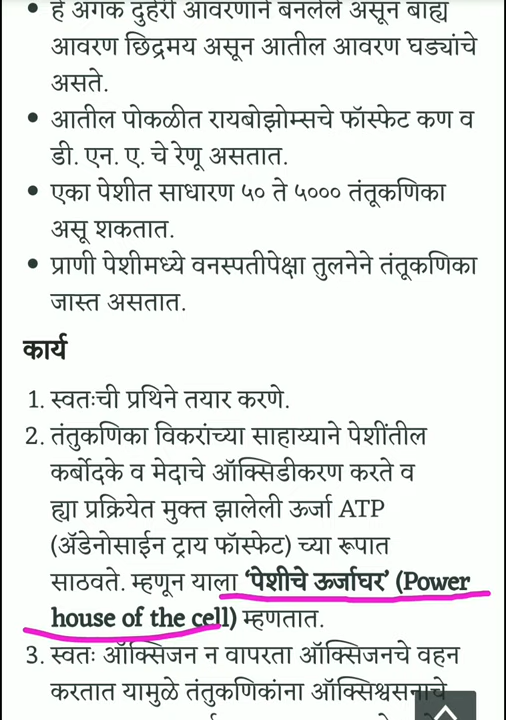 • हे अंगक दुहेरी आवरणाने बनलेले असून बाह्य
आवरण छिद्रमय असून आतील आवरण घड्यांचे
असते.
• आतील पोकळीत रायबोझोम्सचे फॉस्फेट कण व
डी. एन. ए. चे रेणू असतात.
• एका पेशीत साधारण ५० ते ५००० तंतूकणिका
असू शकतात.
• प्राणी पेशीमध्ये वनस्पतीपेक्षा तुलनेने तंतूकणिका
जास्त असतात.
कार्य
1. स्वतःची प्रथिने तयार करणे.
2. तंतुकणिका विकरांच्या साहाय्याने पेशींतील
कर्बोदके व मेदाचे ऑक्सिडीकरण करते व
ह्या प्रक्रियेत मुक्त झालेली ऊर्जा ATP
(ॲडेनोसाईन ट्राय फॉस्फेट) च्या रूपात
साठवते. म्हणून याला ‘पेशीचे ऊर्जाघर’ (Power
house of the cell) म्हणतात.
3. स्वतः ऑक्सिजन न वापरता ऑक्सिजनचे वहन
करतात यामुळे तंतुकणिकांना ऑक्सिश्वसनाचे